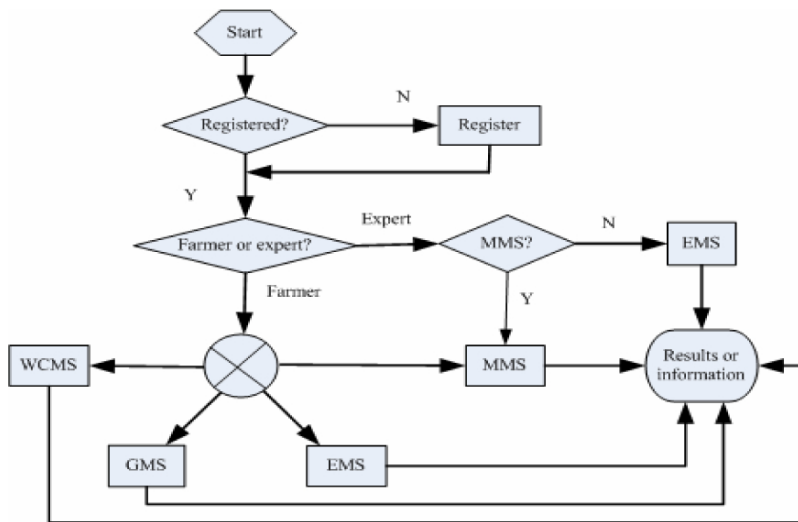 Start
N
Registered?
Register
Y
Expert
N
Farmer or expert?
MMS?
EMS
Farmer
Y
WCMS
MMS
Results or
information
GMS
EMS